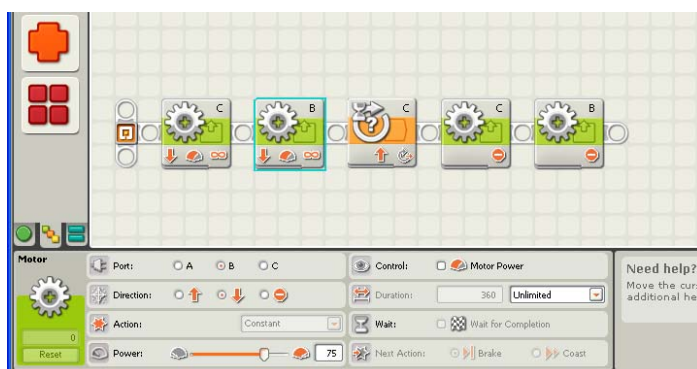 C
B
C
C
B
Motor
0
Reset
Port:
A
B
C
Direction:
Action:
Constant
Power:
75
Control:
Motor Power
Duration:
360
Unlimited
Wait:
Wait for Completion
Next Action:
Brake
Coast
Need help?
Move the cur
additional he